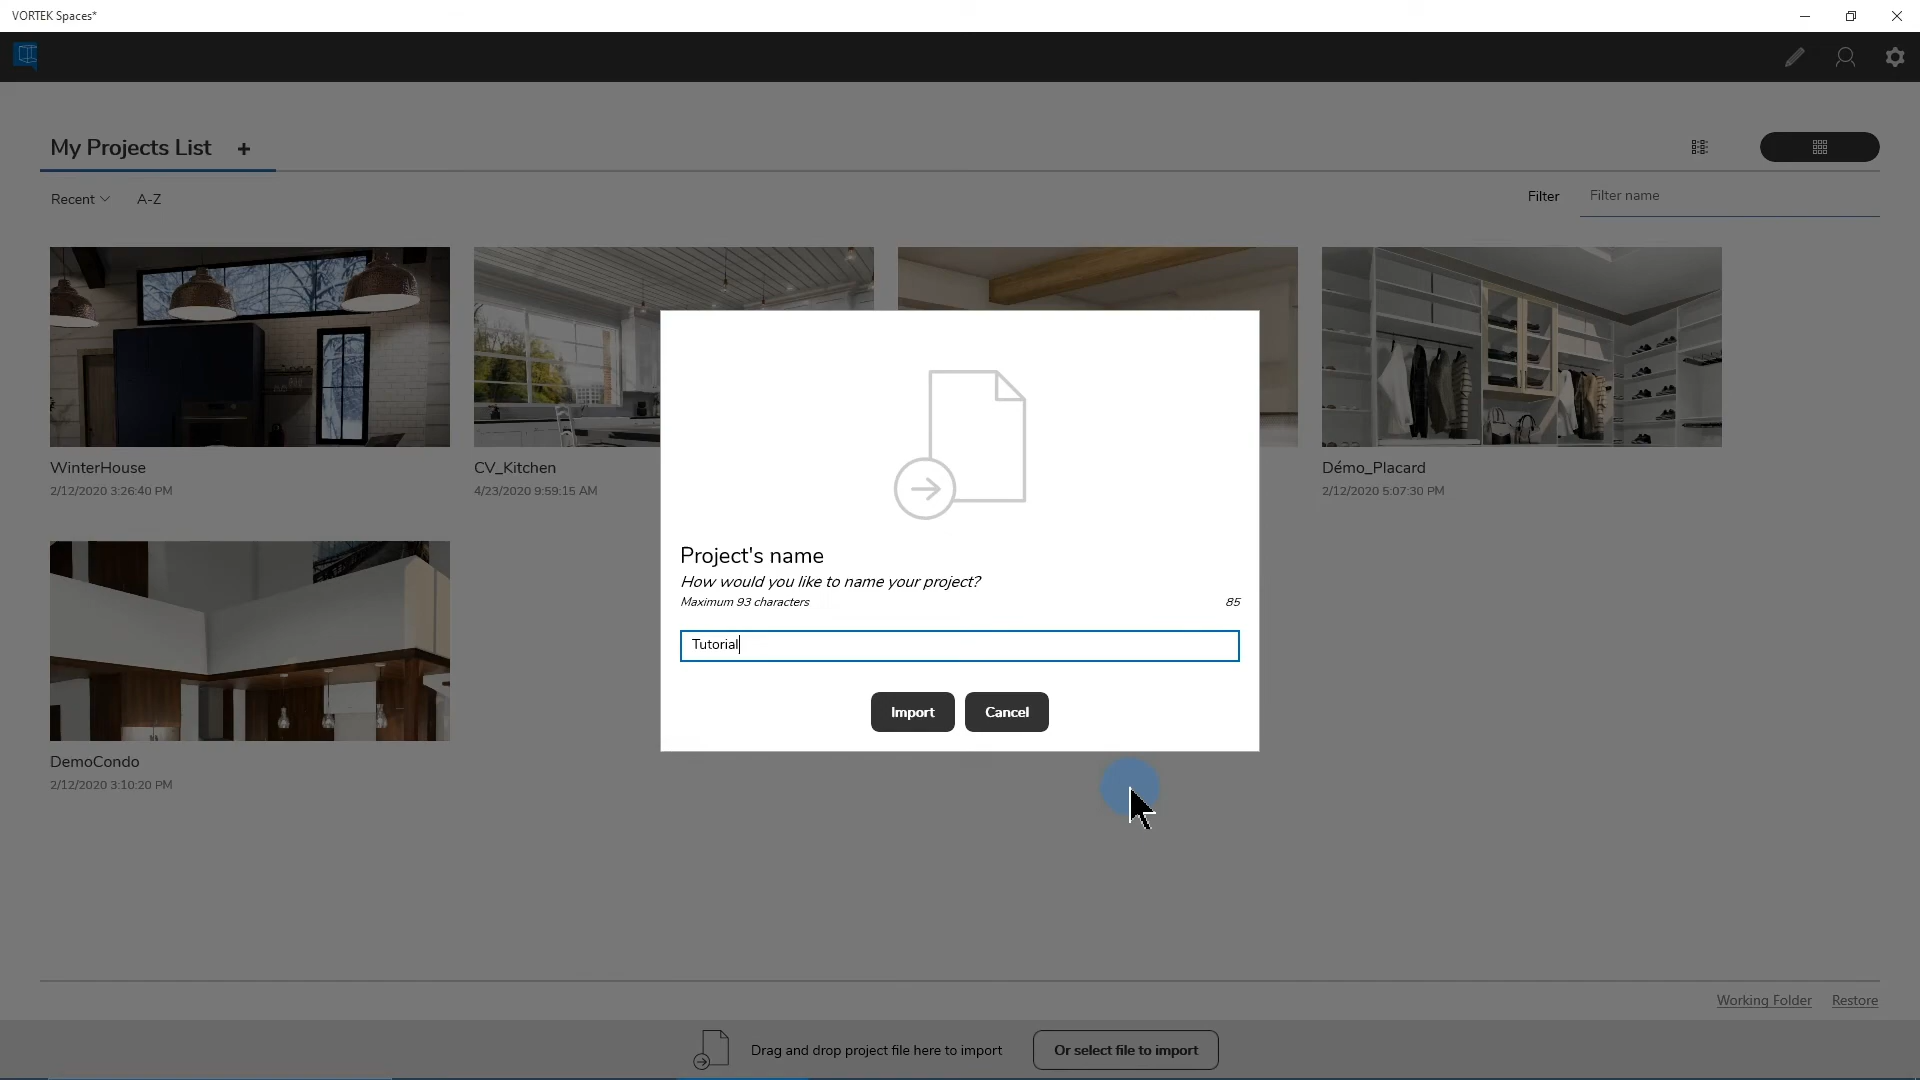 VORTEK Spaces*
My Projects List +
Recent A-Z
Filter Filter name
WinterHouse
2/12/2020 3:26:40 PM
CV_Kitchen
4/23/2020 9:59:15 AM
Démo_Placard
2/12/2020 5:07:30 PM
Project's name
How would you like to name your project?
Maximum 93 characters 85
Tutorial
Import Cancel
DemoCondo
2/12/2020 3:10:20 PM
Working Folder Restore
Drag and drop project file here to import Or select file to import